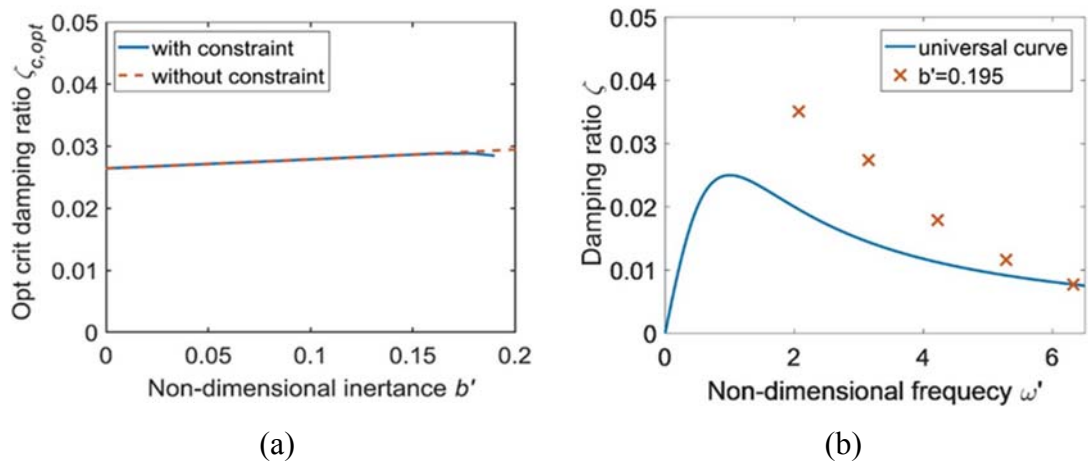 0.05
0.04
0.03
0.02
0.01
0
Opt crit damping ratio ζc,opt
with constraint
without constraint
0 0.05 0.1 0.15 0.2
Non-dimensional inertance b'
(a)
0.05
0.04
0.03
0.02
0.01
0
Damping ratio ζ
universal curve
b'=0.195
0 2 4 6
Non-dimensional frequecy ω'
(b)